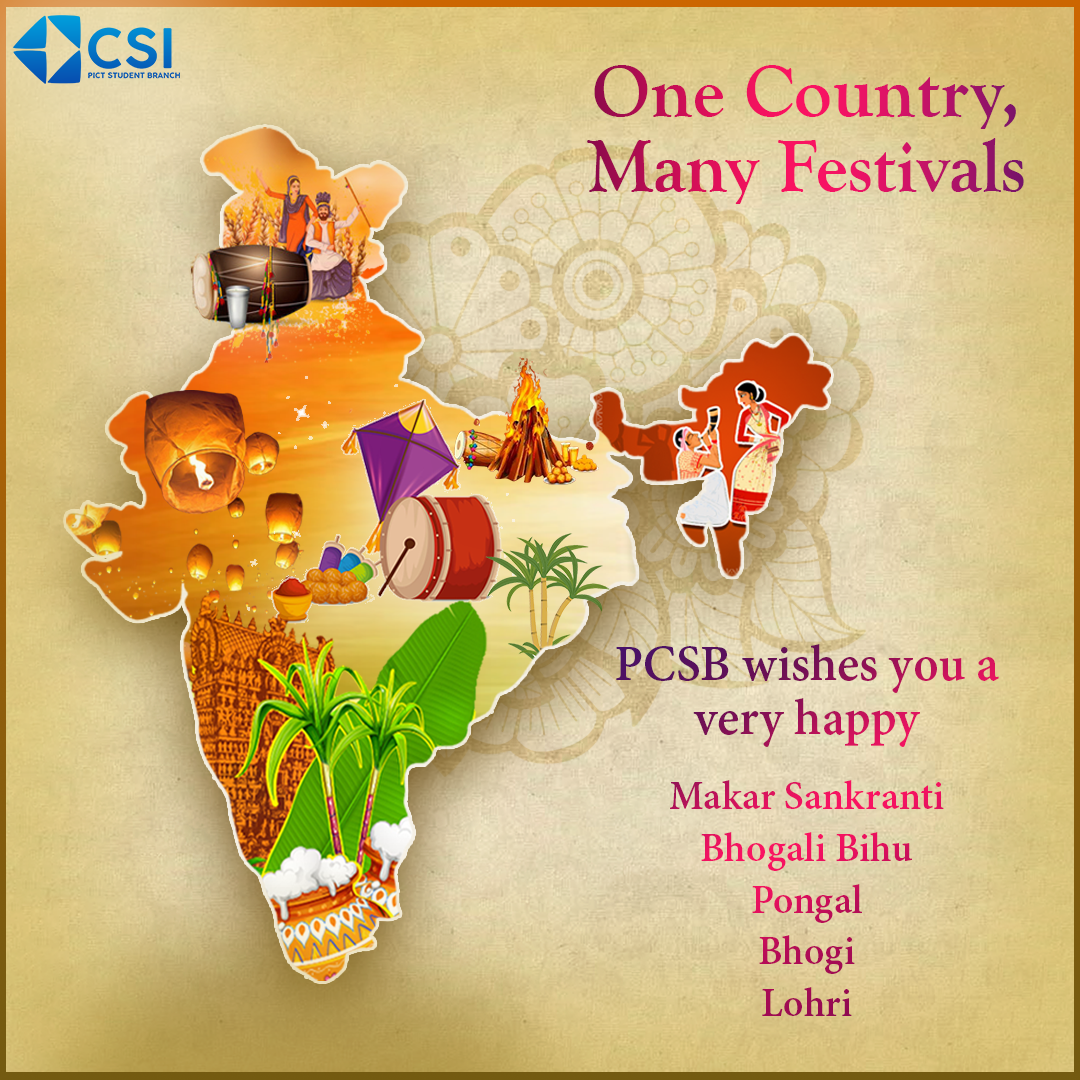 CSI
PICT STUDENT BRANCH
One Country,
Many Festivals
PCSB wishes you a
very happy
Makar Sankranti
Bhogali Bihu
Pongal
Bhogi
Lohri